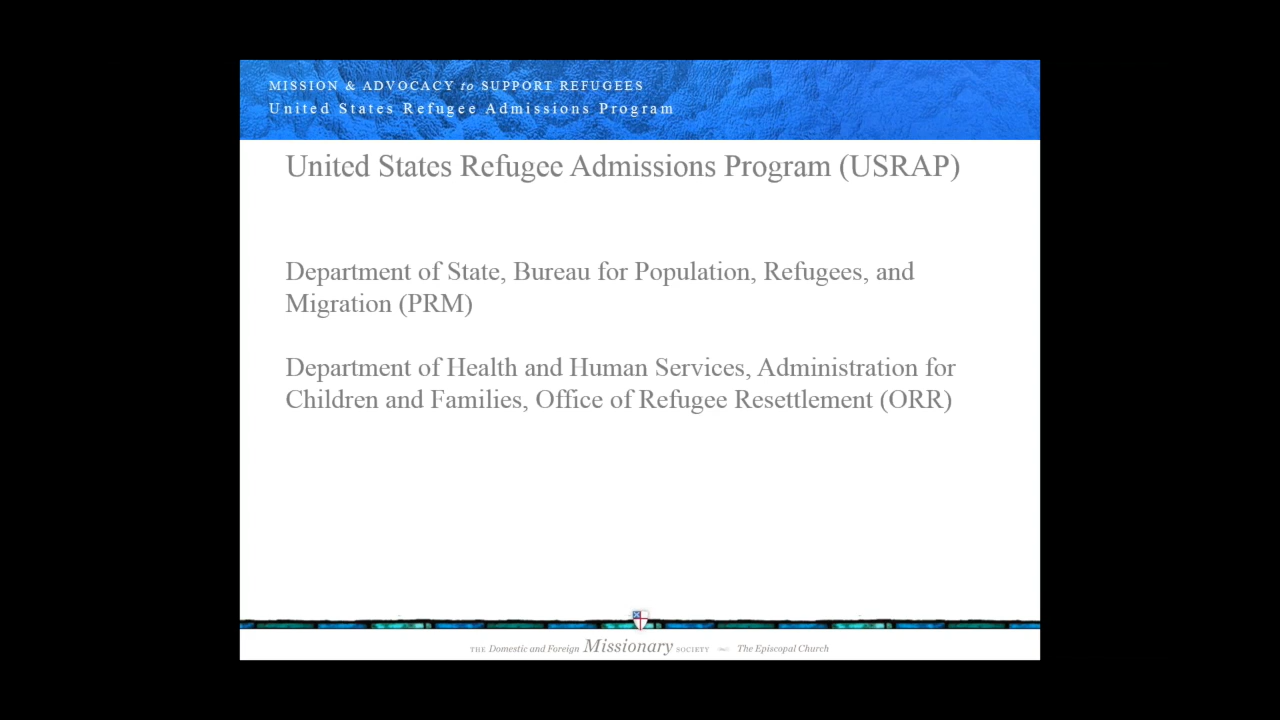 MISSION & ADVOCACY to SUPPORT REFUGEES
United States Refugee Admissions Program
United States Refugee Admissions Program (USRAP)
Department of State, Bureau for Population, Refugees, and
Migration (PRM)
Department of Health and Human Services, Administration for
Children and Families, Office of Refugee Resettlement (ORR)
THE Domestic and Foreign Missionary SOCIETY The Episcopal Church